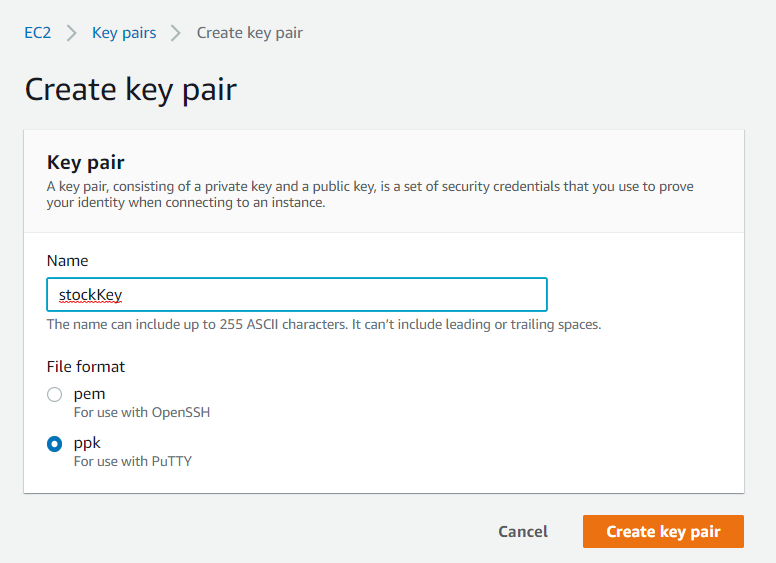 EC2 > Key pairs > Create key pair
Create key pair
Key pair
A key pair, consisting of a private key and a public key, is a set of security credentials that you use to prove
your identity when connecting to an instance.
Name
stockKey
The name can include up to 255 ASCII characters. It can’t include leading or trailing spaces.
File format
pem
For use with OpenSSH
ppk
For use with PuTTY
Cancel Create key pair